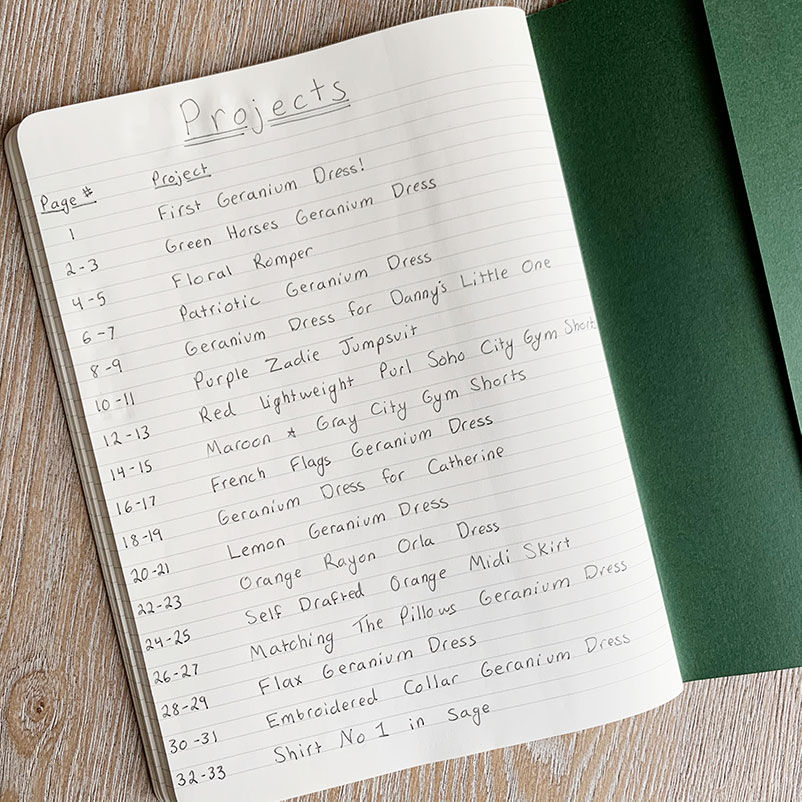 Projects
Page # Project
1 First Geranium Dress!
2-3 Green Horses Geranium Dress
4-5 Floral Romper
6-7 Patriotic Geranium Dress
8-9 Geranium Dress for Danny's Little One
10-11 Purple Zadie Jumpsuit
12-13 Red Lightweight Purl Soho City Gym Shorts
14-15 Maroon & Gray City Gym Shorts
16-17 French Flags Geranium Dress
18-19 Geranium Dress for Catherine
20-21 Lemon Geranium Dress
22-23 Orange Rayon Orla Dress
24-25 Self Drafted Orange Midi Skirt
26-27 Matching The Pillows Geranium Dress
28-29 Flax Geranium Dress
30-31 Embroidered Collar Geranium Dress
32-33 Shirt No 1 in Sage